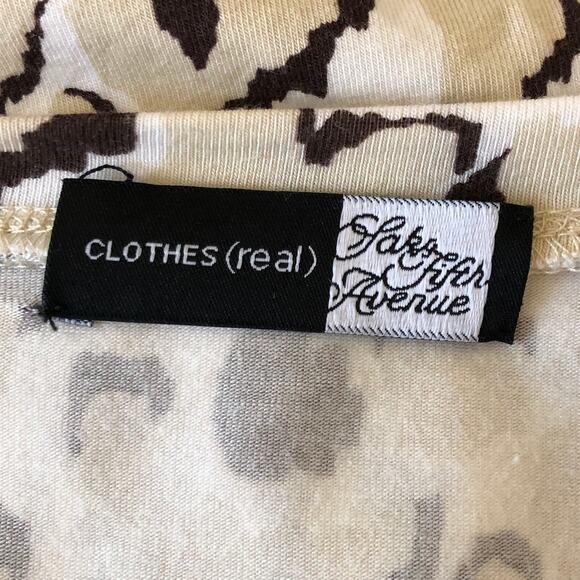 CLOTHES (real)
Saks
Fifth
Avenue